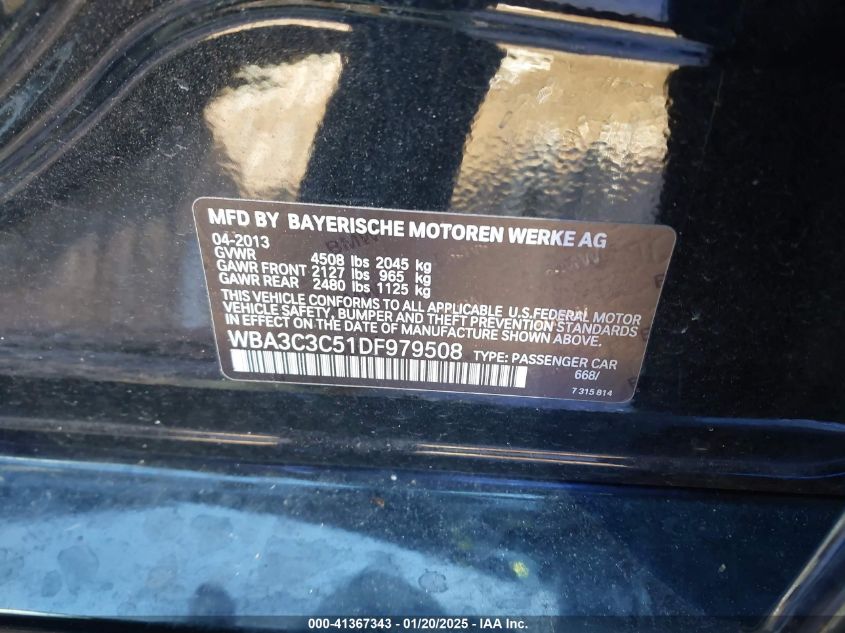 MFD BY BAYERISCHE MOTOREN WERKE AG
04-2013
GVWR 4508 lbs 2045 kg
GAWR FRONT 2127 lbs 965 kg
GAWR REAR 2480 lbs 1125 kg
THIS VEHICLE CONFORMS TO ALL APPLICABLE U.S.FEDERAL MOTOR
VEHICLE SAFETY, BUMPER AND THEFT PREVENTION STANDARDS
IN EFFECT ON THE DATE OF MANUFACTURE SHOWN ABOVE.
WBA3C3C51DF979508 TYPE: PASSENGER CAR
668/
7 315 814
000-41367343 - 01/20/2025 - IAA Inc.